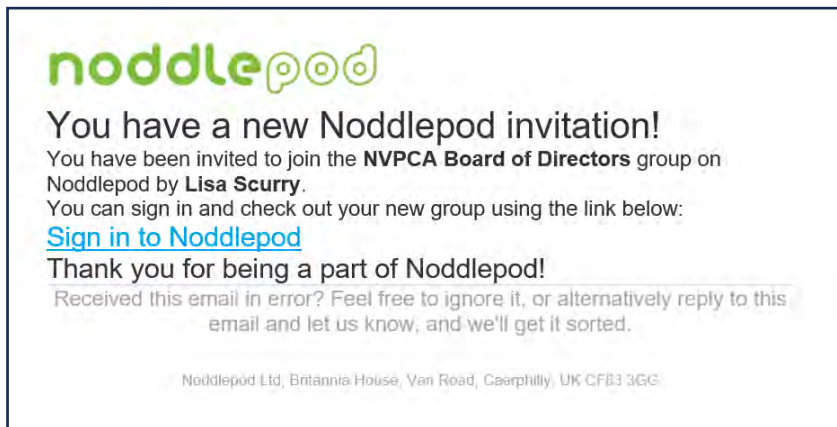 noddlepod
You have a new Noddlepod invitation!
You have been invited to join the NVPCA Board of Directors group on
Noddlepod by Lisa Scurry.
You can sign in and check out your new group using the link below:
Sign in to Noddlepod
Thank you for being a part of Noddlepod!
Received this email in error? Feel free to ignore it, or alternatively reply to this
email and let us know, and we'll get it sorted.
Noddlepod Ltd, Britannia House, Van Road, Caerphilly, UK CF83 3GG